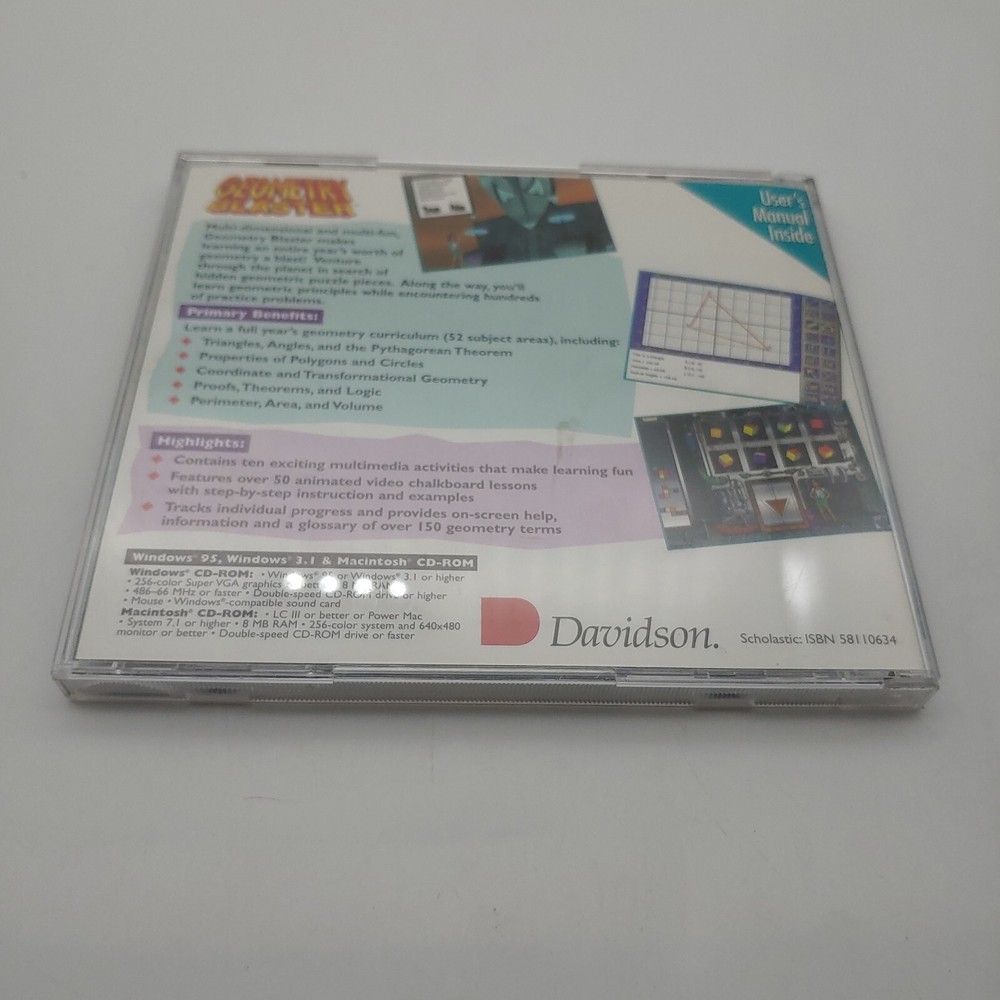 GEOMETRY
BLASTER
User's
Manual
Inside
Multi-dimensional and multi-fun,
Geometry Blaster makes
learning an entire year's worth of
geometry a blast! Venture
through the planet in search of
hidden geometric puzzle pieces. Along the way, you'll
learn geometric principles while encountering hundreds
of practice problems.
Primary Benefits:
Learn a full year's geometry curriculum (52 subject areas), including:
Triangles, Angles, and the Pythagorean Theorem
Properties of Polygons and Circles
Coordinate and Transformational Geometry
Proofs, Theorems, and Logic
Perimeter, Area, and Volume
Highlights:
Contains ten exciting multimedia activities that make learning fun
Features over 50 animated video chalkboard lessons
with step-by-step instruction and examples
Tracks individual progress and provides on-screen help,
information and a glossary of over 150 geometry terms
Windows® 95, Windows® 3.1 & Macintosh® CD-ROM
Windows® CD-ROM: • Windows® 95 or Windows® 3.1 or higher
• 256-color Super VGA graphics • 8 MB RAM
• 486-66 MHz or faster • Double-speed CD-ROM drive or higher
• Mouse • Windows®-compatible sound card
Macintosh® CD-ROM: • LC III or better or Power Mac
• System 7.1 or higher • 8 MB RAM • 256-color system and 640x480
monitor or better • Double-speed CD-ROM drive or faster
Davidson.
Scholastic: ISBN 58110634